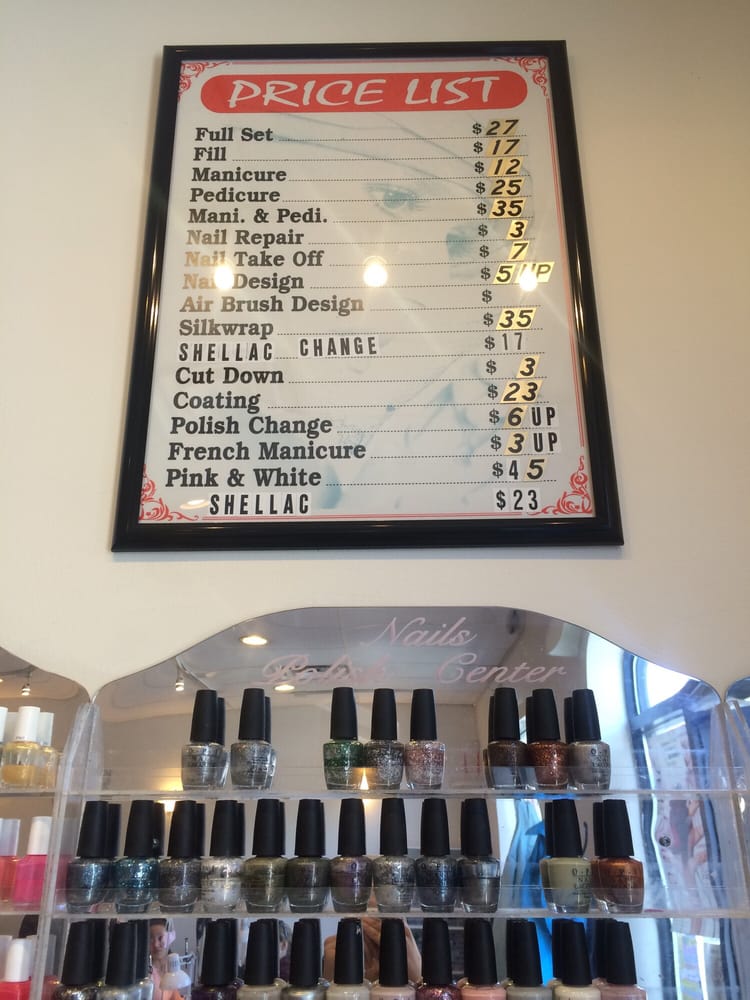 PRICE LIST
Full Set $ 27
Fill $ 17
Manicure $ 12
Pedicure $ 25
Mani. & Pedi. $ 35
Nail Repair $ 3
Nail Take Off $ 7
Nail Design $ 5 UP
Air Brush Design $
Silkwrap $ 35
SHELLAC CHANGE $ 17
Cut Down $ 3
Coating $ 23
Polish Change $ 6 UP
French Manicure $ 3 UP
Pink & White $ 45
SHELLAC $23
Nails
Polish Center